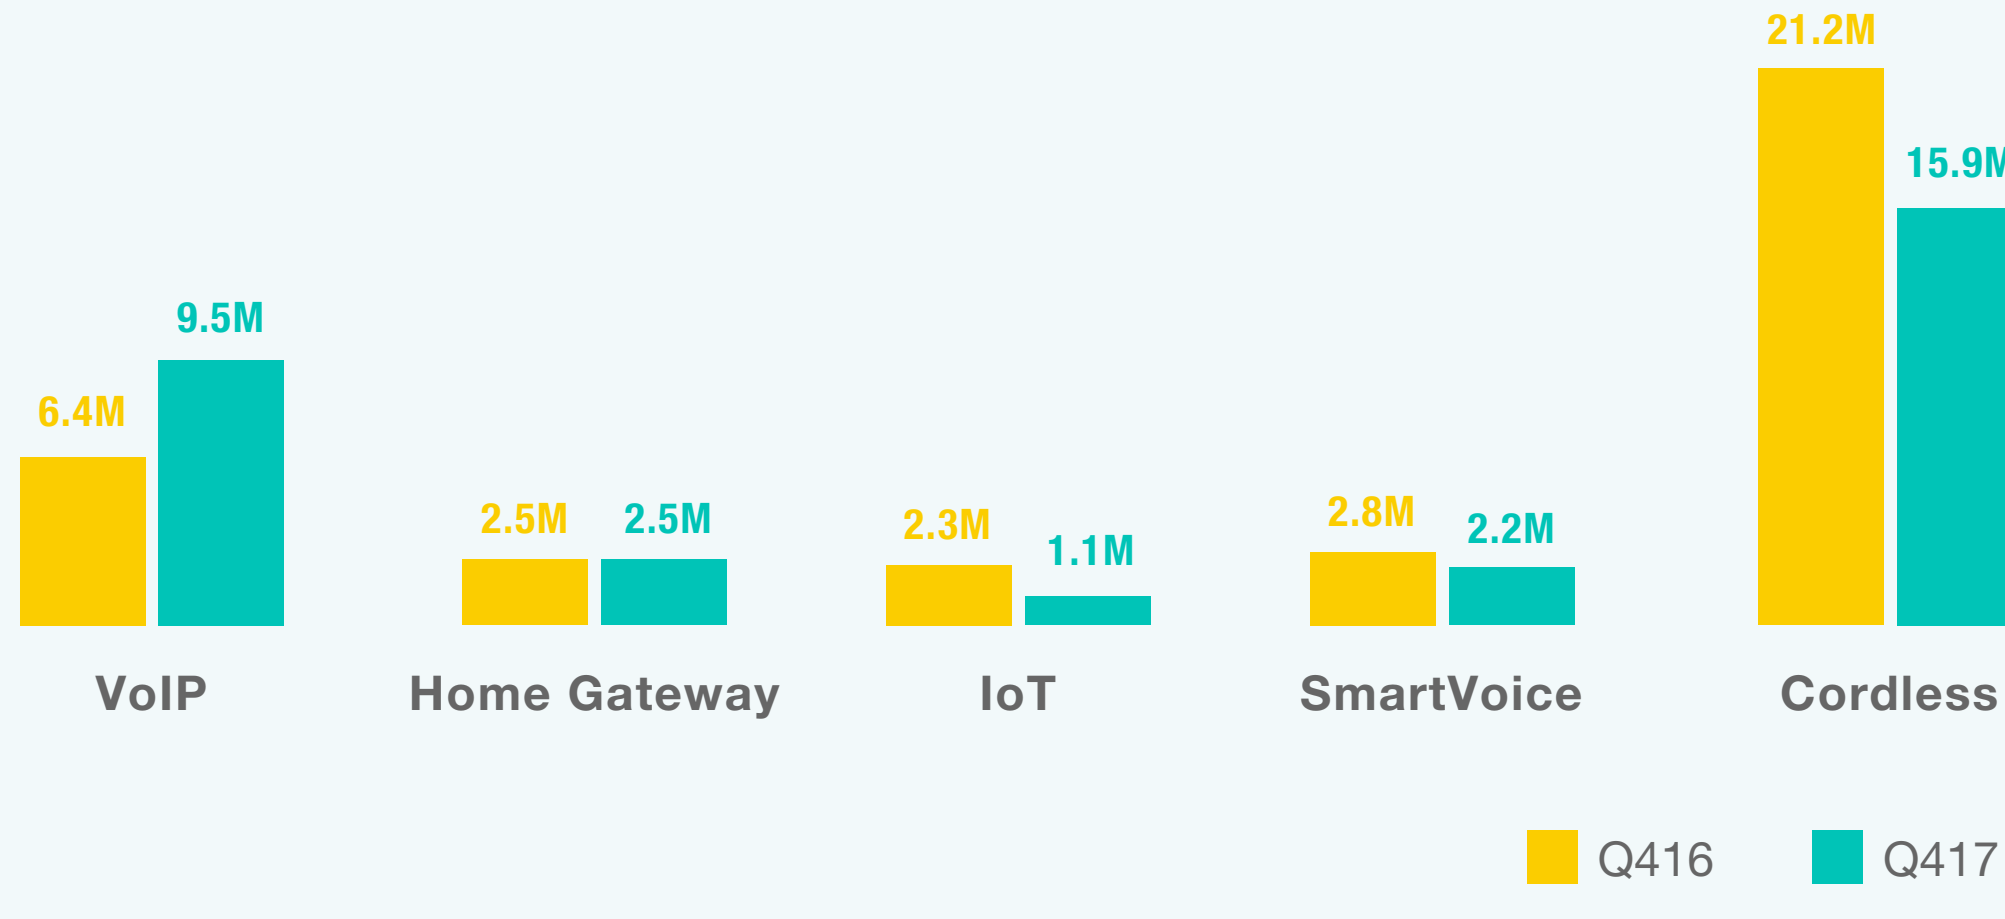 21.2M
15.9M
9.5M
6.4M
2.5M 2.5M 2.3M 1.1M 2.8M 2.2M
VoIP Home Gateway IoT SmartVoice Cordless
Q416 Q417